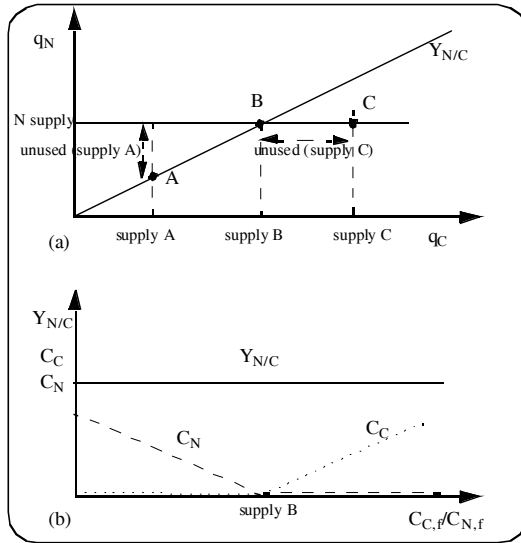 q_N
Y_N/C
B
C
N supply
unused (supply A)
unused (supply C)
A
supply A
supply B
supply C
q_C
(a)
Y_N/C
C_C
C_N
Y_N/C
C_N
C_C
supply B
(b)
C_C,f/C_N,f